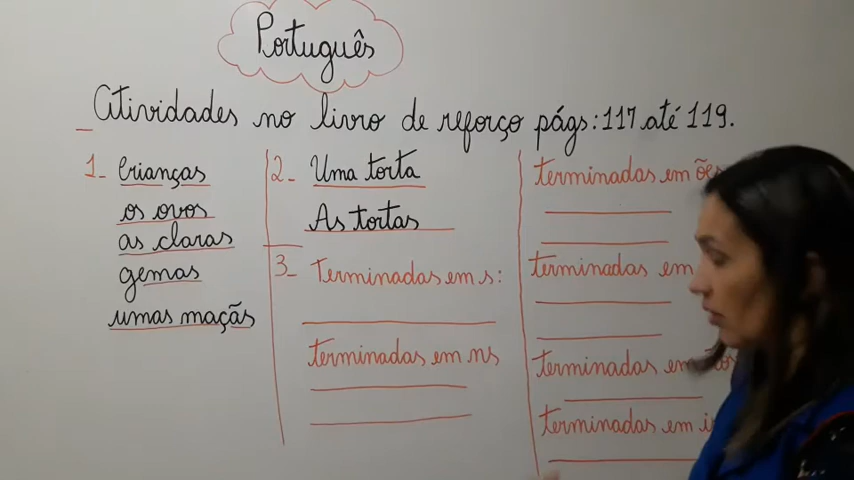 Português
Atividades no livro de reforço págs: 117 até 119.
1- Crianças
os ovos
as claras
gemas
umas maçãs
2- Uma torta
As tortas
3- Terminadas em s:
terminadas em ns
terminadas em ões
terminadas em
terminadas em
terminadas em